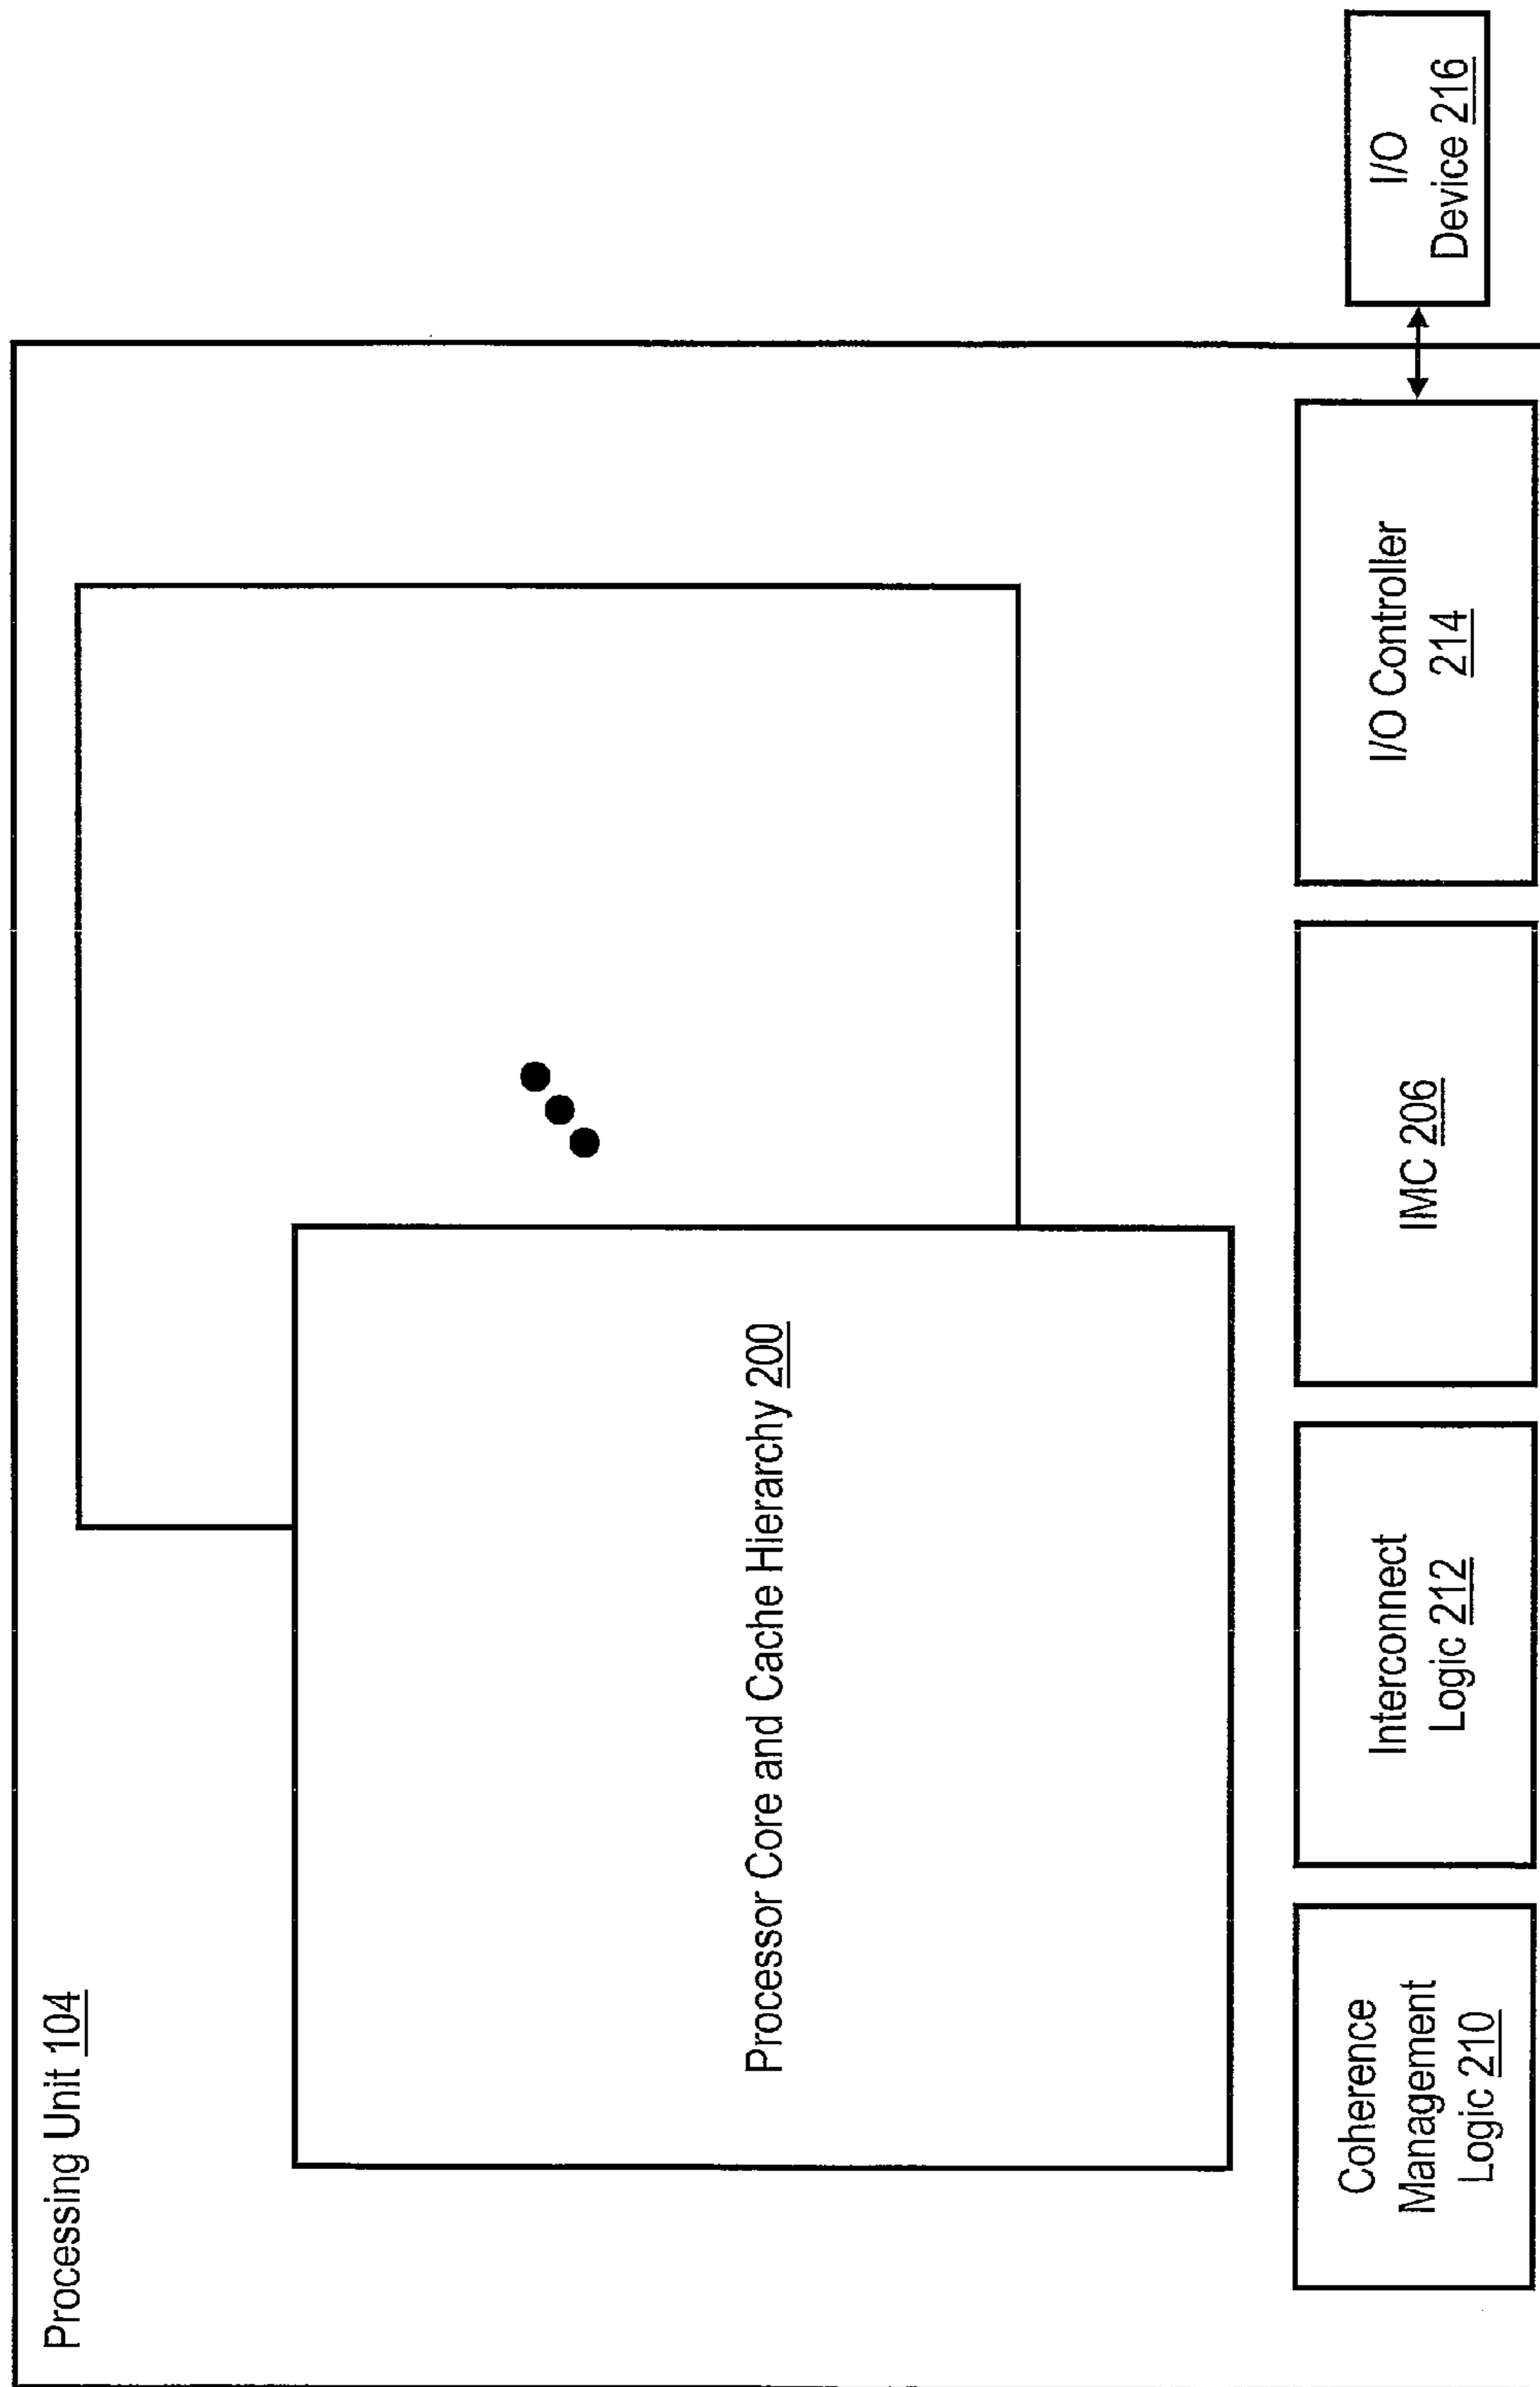 Processing Unit 104
Processor Core and Cache Hierarchy 200
Coherence
Management
Logic 210
Interconnect
Logic 212
IMC 206
I/O Controller
214
I/O
Device 216